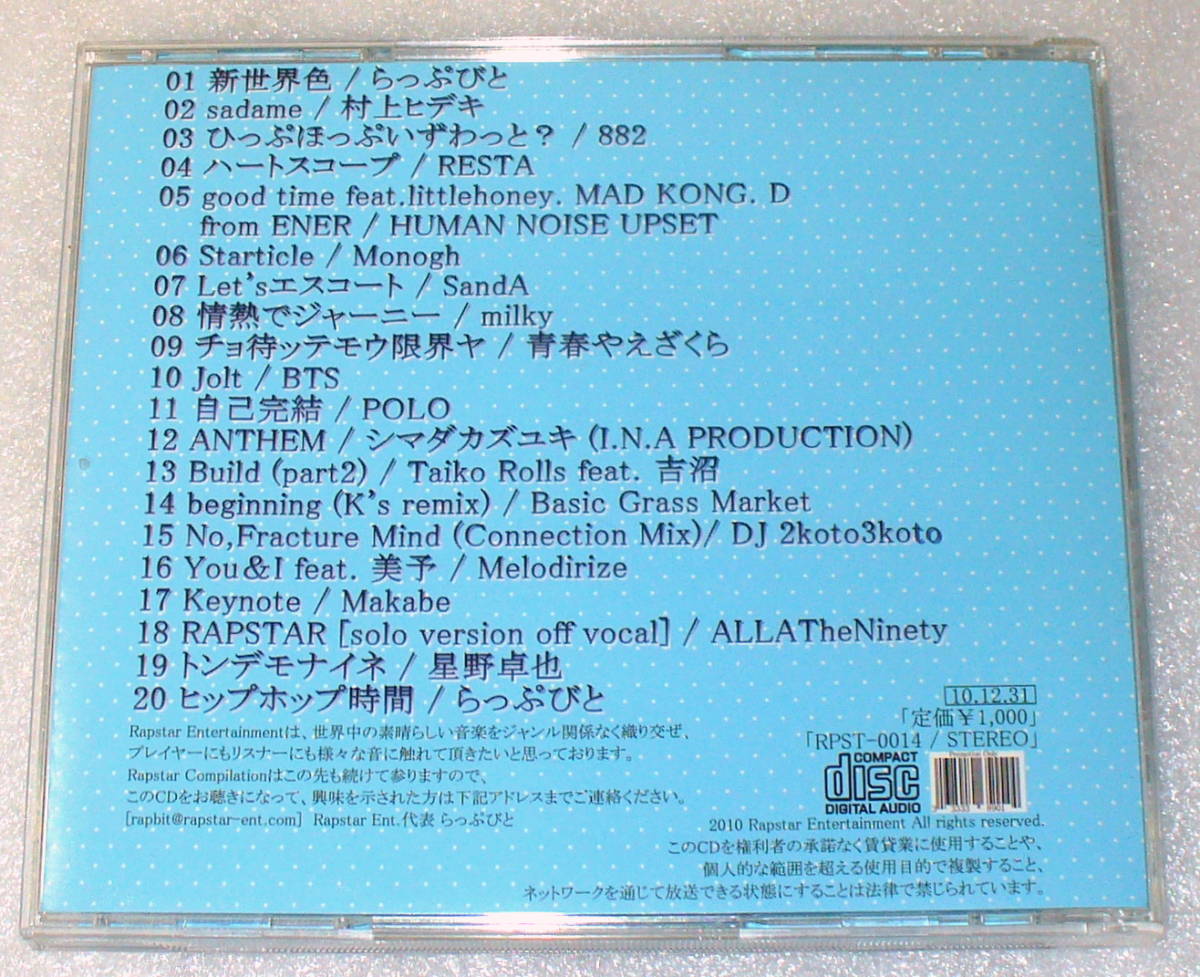 01 新世界色 / らっぷびと
02 sadame / 村上ヒデキ
03 ひっぷほっぷいずわっと？ / 882
04 ハートスコープ / RESTA
05 good time feat.littlehoney. MAD KONG. D
from ENER / HUMAN NOISE UPSET
06 Starticle / Monogh
07 Let'sエスコート / SandA
08 情熱でジャーニー / milky
09 チョ待ッテモウ限界ヤ / 青春やえざくら
10 Jolt / BTS
11 自己完結 / POLO
12 ANTHEM / シマダカズユキ (I.N.A PRODUCTION)
13 Build (part2) / Taiko Rolls feat. 吉沼
14 beginning (K's remix) / Basic Grass Market
15 No,Fracture Mind (Connection Mix)/ DJ 2koto3koto
16 You&I feat. 美予 / Melodirize
17 Keynote / Makabe
18 RAPSTAR [solo version off vocal] / ALLATheNinety
19 トンデモナイネ / 星野卓也
20 ヒップホップ時間 / らっぷびと
Rapstar Entertainmentは、世界中の素晴らしい音楽をジャンル関係なく織り交ぜ、
プレイヤーにもリスナーにも様々な音に触れて頂きたいと思っております。
Rapstar Compilationはこの先も続けて参りますので、
このCDをお聴きになって、興味を示された方は下記アドレスまでご連絡ください。
[rapbit@rapstar-ent.com] Rapstar Ent.代表 らっぷびと
10.12.31
「定価￥1,000」
「RPST-0014 / STEREO」
COMPACT
disc
DIGITAL AUDIO
Promotion Only
2010 Rapstar Entertainment All rights reserved.
このCDを権利者の承諾なく賃貸業に使用することや、
個人的な範囲を超える使用目的で複製すること、
ネットワークを通じて放送できる状態にすることは法律で禁じられています。